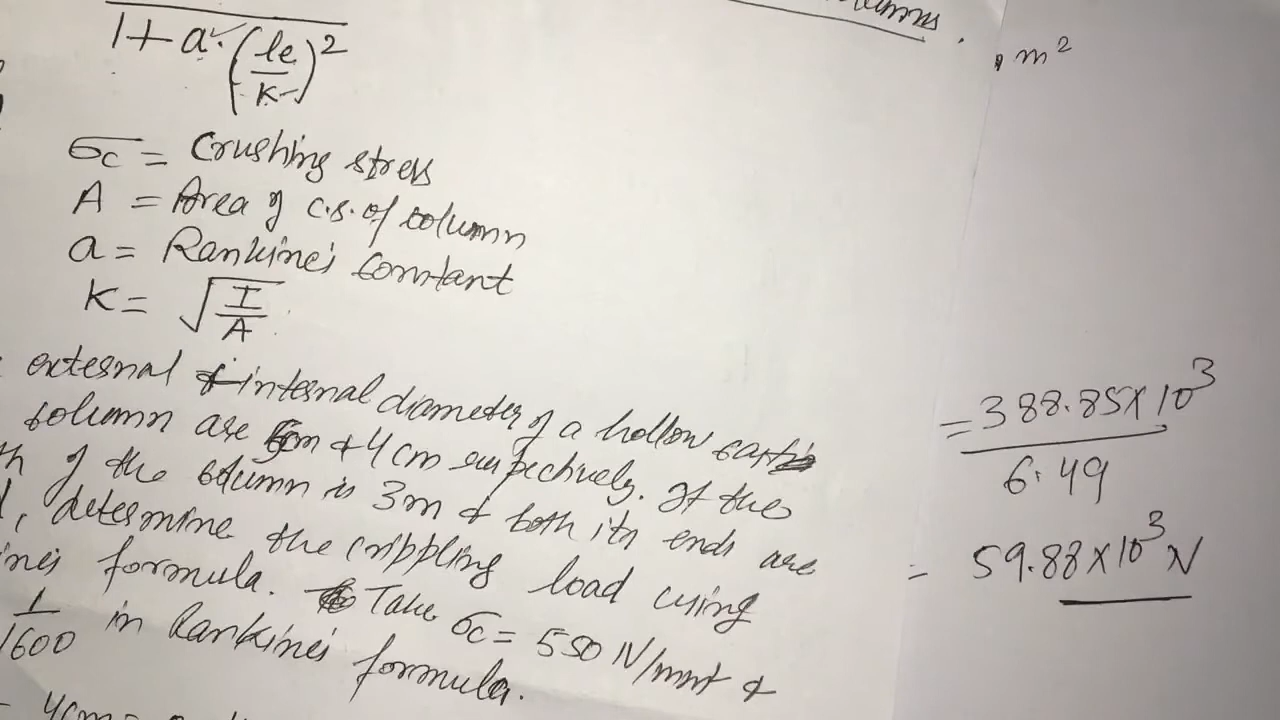 m²
1+a.(le/K)²
σc = Crushing stress
A = Area of c.s. of column
a = Rankine's constant
K = √(I/A)
external & internal diameter of a hollow cast
column are 5cm & 4cm respectively. If the
of the column is 3m & both its ends are
, determine the crippling load using
formula. Take σc = 550 N/mm² &
1/1600 in Rankine's formula.
4cm =
= 388.85×10³
6.49
= 59.88×10³ N